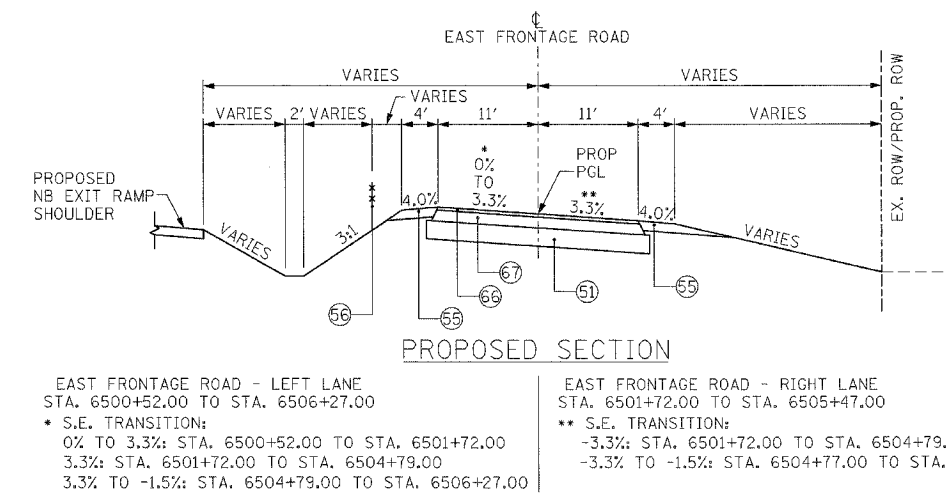 ℄
EAST FRONTAGE ROAD
VARIES
VARIES
VARIES
VARIES
2'
VARIES
4'
11'
11'
4'
VARIES
EX. ROW/PROP. ROW
PROPOSED
NB EXIT RAMP
SHOULDER
*
0%
TO
3.3%
PROP
PGL
**
3.3%
4.0%
4.0%
VARIES
3:1
VARIES
56
55
66
67
51
55
PROPOSED SECTION
EAST FRONTAGE ROAD - LEFT LANE
STA. 6500+52.00 TO STA. 6506+27.00
* S.E. TRANSITION:
0% TO 3.3%: STA. 6500+52.00 TO STA. 6501+72.00
3.3%: STA. 6501+72.00 TO STA. 6504+79.00
3.3% TO -1.5%: STA. 6504+79.00 TO STA. 6506+27.00
EAST FRONTAGE ROAD - RIGHT LANE
STA. 6501+72.00 TO STA. 6505+47.00
** S.E. TRANSITION:
-3.3%: STA. 6501+72.00 TO STA. 6504+79.
-3.3% TO -1.5%: STA. 6504+77.00 TO STA.